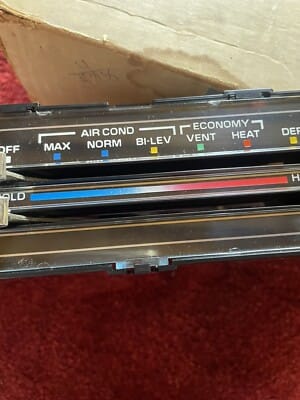 AIR COND ECONOMY
OFF MAX NORM BI-LEV VENT HEAT DEF
OLD H